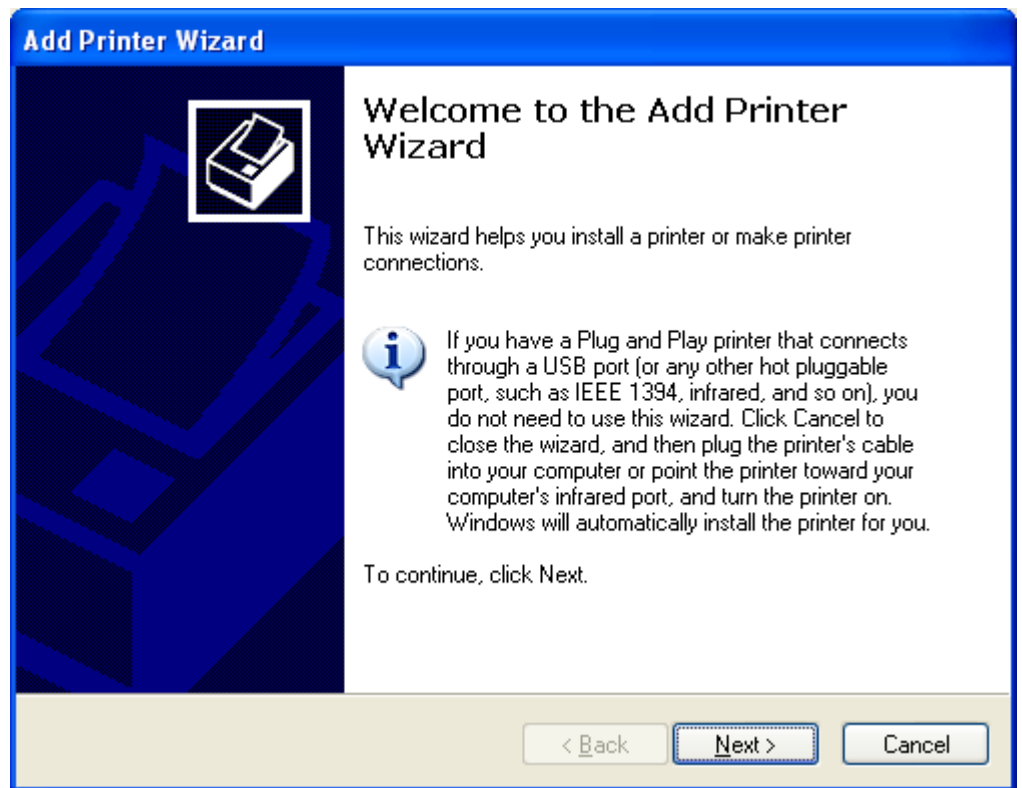 Add Printer Wizard
Welcome to the Add Printer
Wizard
This wizard helps you install a printer or make printer
connections.
If you have a Plug and Play printer that connects
through a USB port (or any other hot pluggable
port, such as IEEE 1394, infrared, and so on), you
do not need to use this wizard. Click Cancel to
close the wizard, and then plug the printer's cable
into your computer or point the printer toward your
computer's infrared port, and turn the printer on.
Windows will automatically install the printer for you.
To continue, click Next.
< Back Next > Cancel